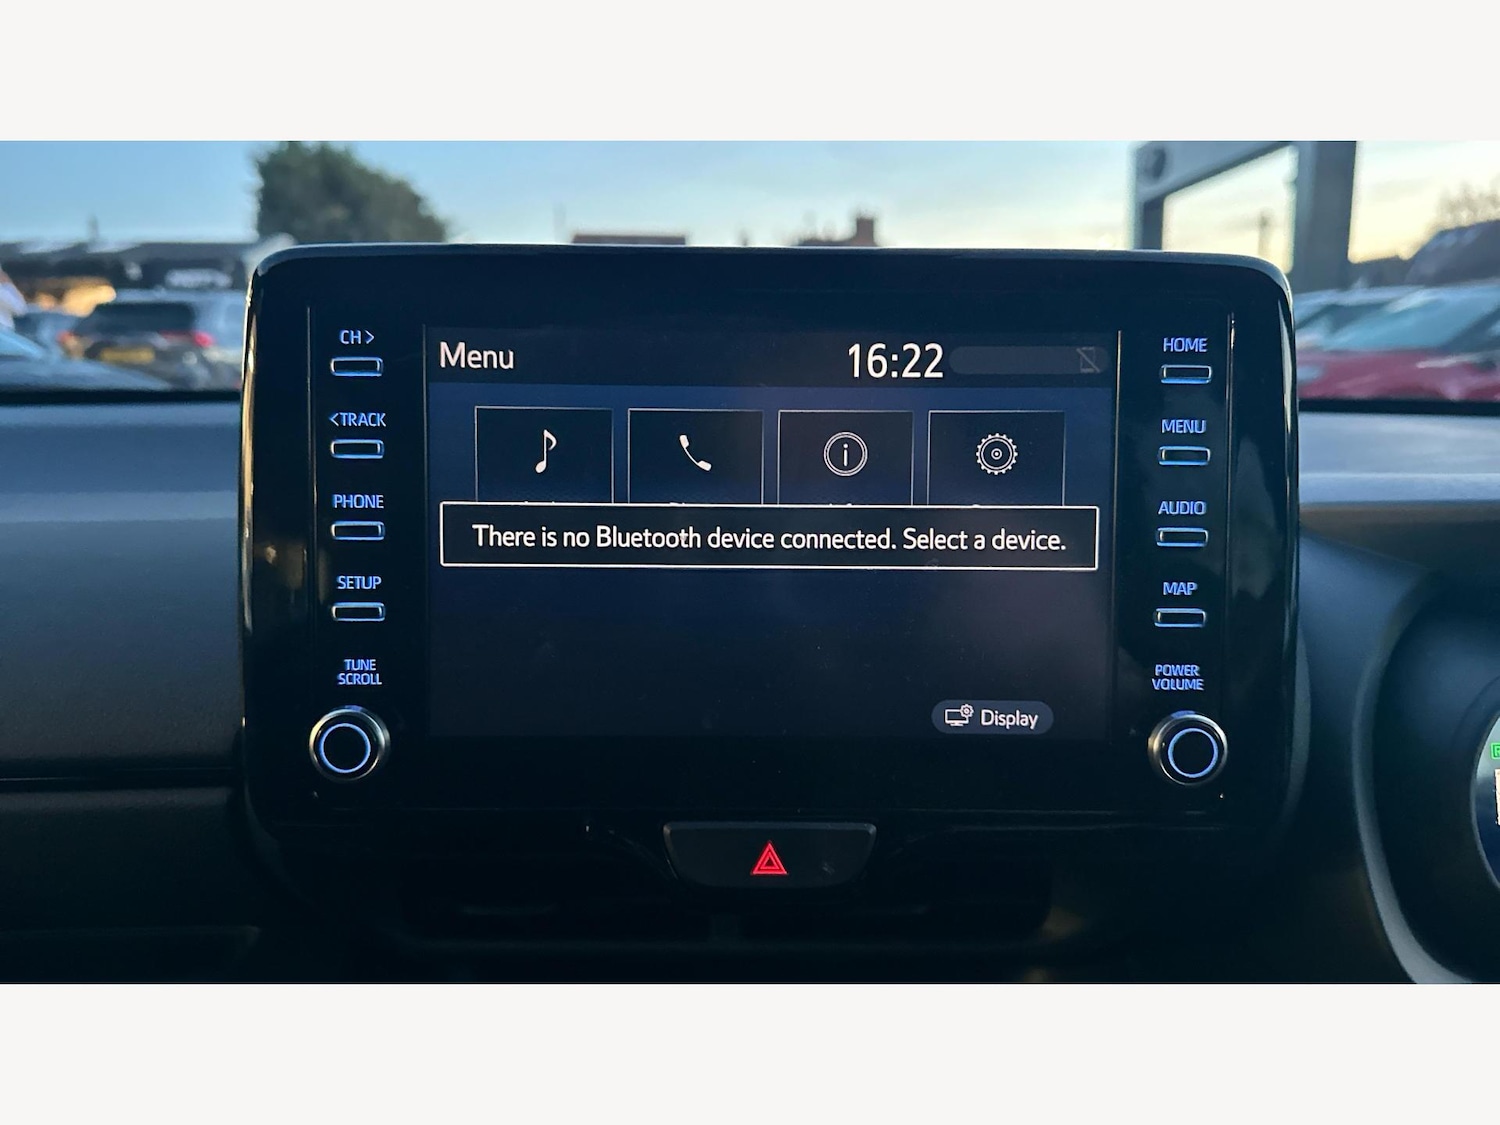 CH >
<TRACK
PHONE
SETUP
TUNE
SCROLL
Menu
16:22
There is no Bluetooth device connected. Select a device.
Display
HOME
MENU
AUDIO
MAP
POWER
VOLUME